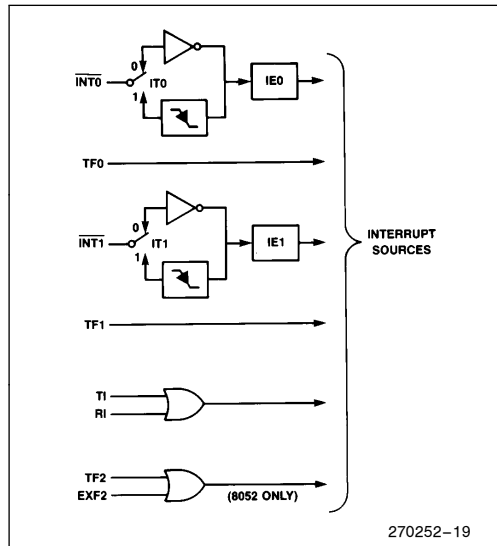 0
INT0
IT0
IE0
1
TF0
0
INT1
IT1
IE1
1
INTERRUPT
SOURCES
TF1
TI
RI
TF2
EXF2
(8052 ONLY)
270252-19